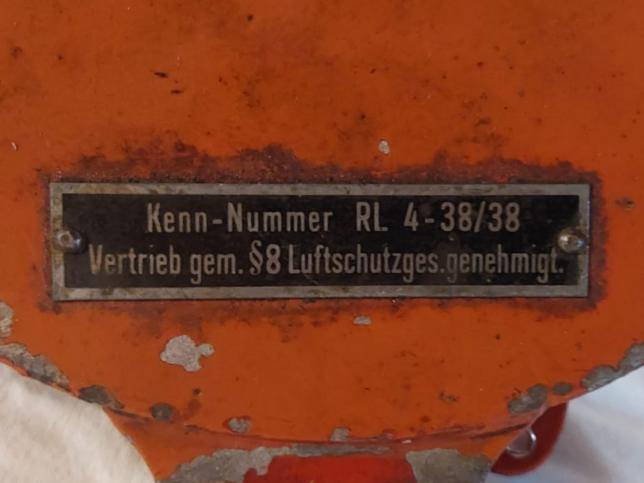 Kenn-Nummer RL 4-38/38
Vertrieb gem. §8 Luftschutzges.genehmigt.